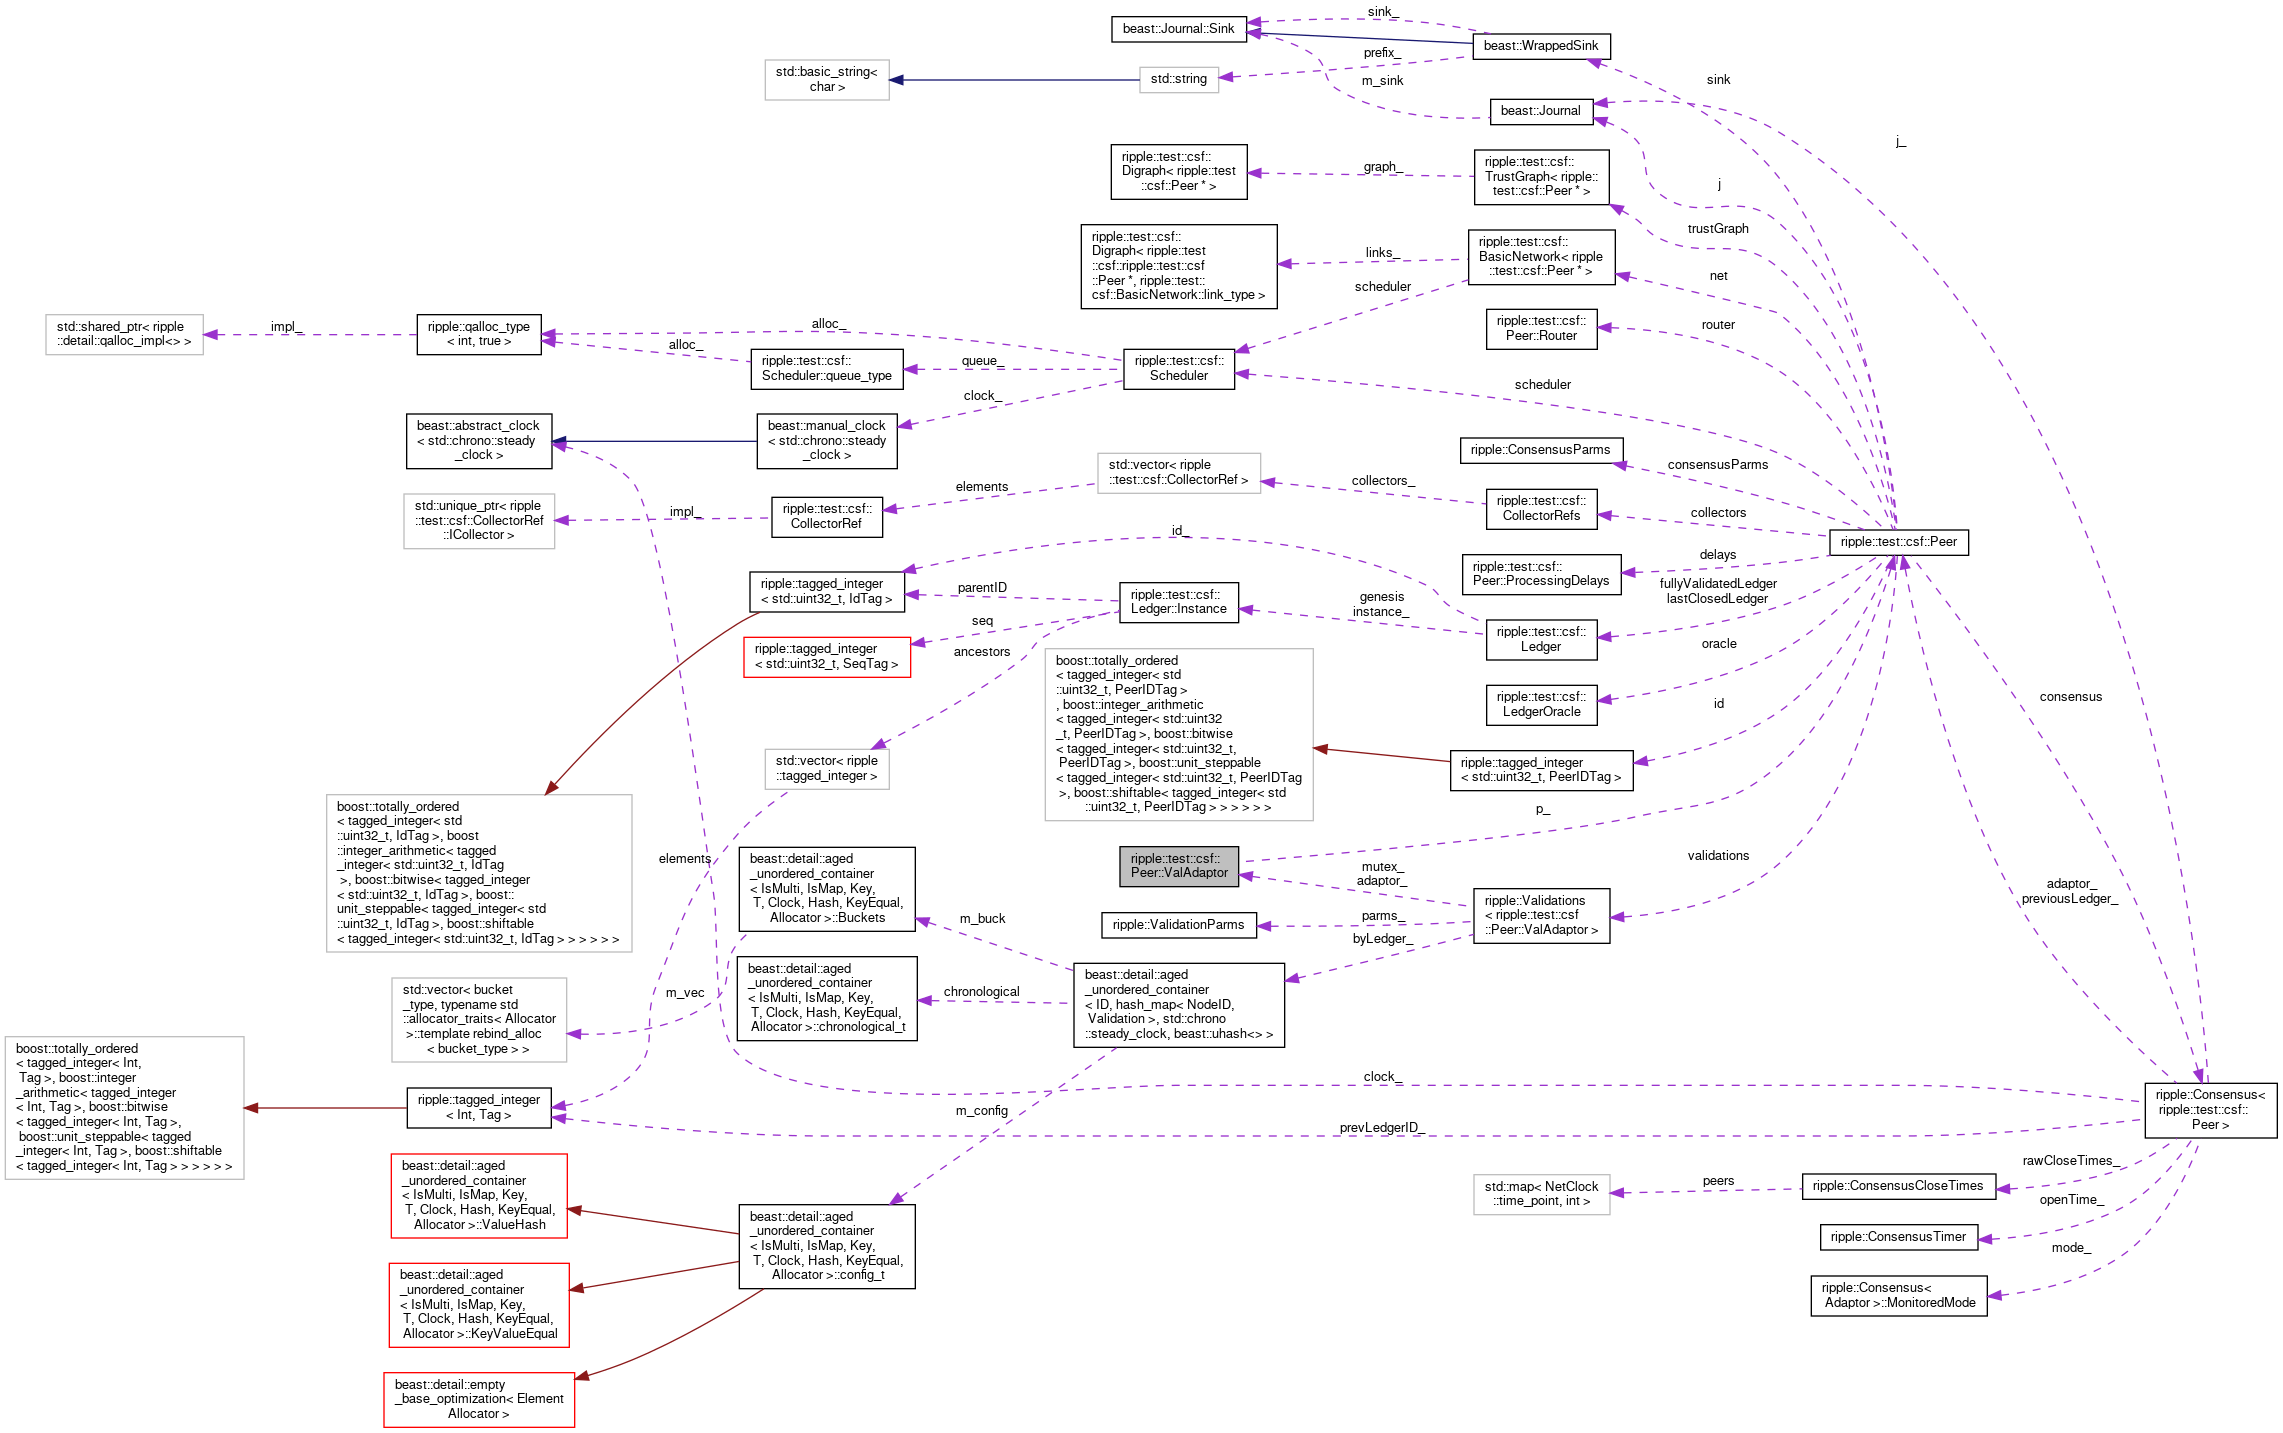 sink_
beast::Journal::Sink
beast::WrappedSink
prefix_
std::basic_string<
char >
std::string
m_sink
sink
beast::Journal
j_
ripple::test::csf::
Digraph< ripple::test
::csf::Peer * >
graph_
ripple::test::csf::
TrustGraph< ripple::
test::csf::Peer * >
j
trustGraph
ripple::test::csf::
Digraph< ripple::test
::csf::ripple::test::csf
::Peer *, ripple::test::
csf::BasicNetwork::link_type >
links_
ripple::test::csf::
BasicNetwork< ripple
::test::csf::Peer * >
net
scheduler
std::shared_ptr< ripple
::detail::qalloc_impl<> >
impl_
ripple::qalloc_type
< int, true >
alloc_
alloc_
ripple::test::csf::
Scheduler::queue_type
queue_
ripple::test::csf::
Scheduler
ripple::test::csf::
Peer::Router
router
scheduler
clock_
beast::abstract_clock
< std::chrono::steady
_clock >
beast::manual_clock
< std::chrono::steady
_clock >
ripple::ConsensusParms
consensusParms
std::vector< ripple
::test::csf::CollectorRef >
elements
collectors_
ripple::test::csf::
CollectorRefs
collectors
std::unique_ptr< ripple
::test::csf::CollectorRef
::ICollector >
impl_
ripple::test::csf::
CollectorRef
id_
ripple::test::csf::Peer
ripple::test::csf::
Peer::ProcessingDelays
delays
ripple::tagged_integer
< std::uint32_t, IdTag >
parentID
ripple::test::csf::
Ledger::Instance
genesis
instance_
fullyValidatedLedger
lastClosedLedger
seq
ripple::tagged_integer
< std::uint32_t, SeqTag >
ancestors
ripple::test::csf::
Ledger
oracle
boost::totally_ordered
< tagged_integer< std
::uint32_t, PeerIDTag >
, boost::integer_arithmetic
< tagged_integer< std::uint32
_t, PeerIDTag >, boost::bitwise
< tagged_integer< std::uint32_t,
PeerIDTag >, boost::unit_steppable
< tagged_integer< std::uint32_t, PeerIDTag
>, boost::shiftable< tagged_integer< std
::uint32_t, PeerIDTag > > > > > >
ripple::test::csf::
LedgerOracle
id
consensus
std::vector< ripple
::tagged_integer >
ripple::tagged_integer
< std::uint32_t, PeerIDTag >
boost::totally_ordered
< tagged_integer< std
::uint32_t, IdTag >, boost
::integer_arithmetic< tagged
_integer< std::uint32_t, IdTag
>, boost::bitwise< tagged_integer
< std::uint32_t, IdTag >, boost::
unit_steppable< tagged_integer< std
::uint32_t, IdTag >, boost::shiftable
< tagged_integer< std::uint32_t, IdTag > > > > > >
p_
elements
beast::detail::aged
_unordered_container
< IsMulti, IsMap, Key,
T, Clock, Hash, KeyEqual,
Allocator >::Buckets
ripple::test::csf::
Peer::ValAdaptor
mutex_
adaptor_
validations
ripple::Validations
< ripple::test::csf
::Peer::ValAdaptor >
adaptor_
previousLedger_
m_buck
ripple::ValidationParms
parms_
byLedger_
std::vector< bucket
_type, typename std
::allocator_traits< Allocator
>::template rebind_alloc
< bucket_type > >
m_vec
beast::detail::aged
_unordered_container
< IsMulti, IsMap, Key,
T, Clock, Hash, KeyEqual,
Allocator >::chronological_t
chronological
beast::detail::aged
_unordered_container
< ID, hash_map< NodeID,
Validation >, std::chrono
::steady_clock, beast::uhash<> >
boost::totally_ordered
< tagged_integer< Int,
Tag >, boost::integer
_arithmetic< tagged_integer
< Int, Tag >, boost::bitwise
< tagged_integer< Int, Tag >,
boost::unit_steppable< tagged
_integer< Int, Tag >, boost::shiftable
< tagged_integer< Int, Tag > > > > > >
ripple::tagged_integer
< Int, Tag >
clock_
m_config
prevLedgerID_
ripple::Consensus<
ripple::test::csf::
Peer >
beast::detail::aged
_unordered_container
< IsMulti, IsMap, Key,
T, Clock, Hash, KeyEqual,
Allocator >::ValueHash
std::map< NetClock
::time_point, int >
peers
ripple::ConsensusCloseTimes
rawCloseTimes_
openTime_
beast::detail::aged
_unordered_container
< IsMulti, IsMap, Key,
T, Clock, Hash, KeyEqual,
Allocator >::config_t
ripple::ConsensusTimer
mode_
beast::detail::aged
_unordered_container
< IsMulti, IsMap, Key,
T, Clock, Hash, KeyEqual,
Allocator >::KeyValueEqual
ripple::Consensus<
Adaptor >::MonitoredMode
beast::detail::empty
_base_optimization< Element
Allocator >